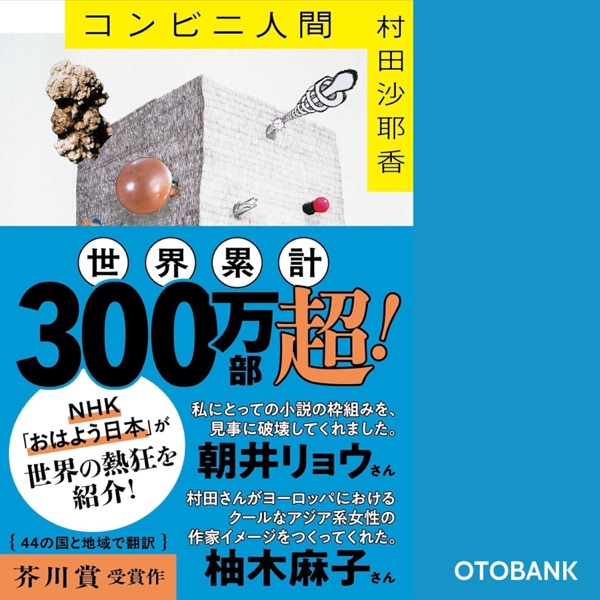 コンビニ人間
村田沙耶香
世界累計
300万部超!
NHK
「おはよう日本」が
世界の熱狂を
紹介!
私にとっての小説の枠組みを、
見事に破壊してくれました。
朝井リョウさん
村田さんがヨーロッパにおける
クールなアジア系女性の
作家イメージをつくってくれた。
柚木麻子さん
{ 44の国と地域で翻訳 }
芥川賞 受賞作
OTOBANK